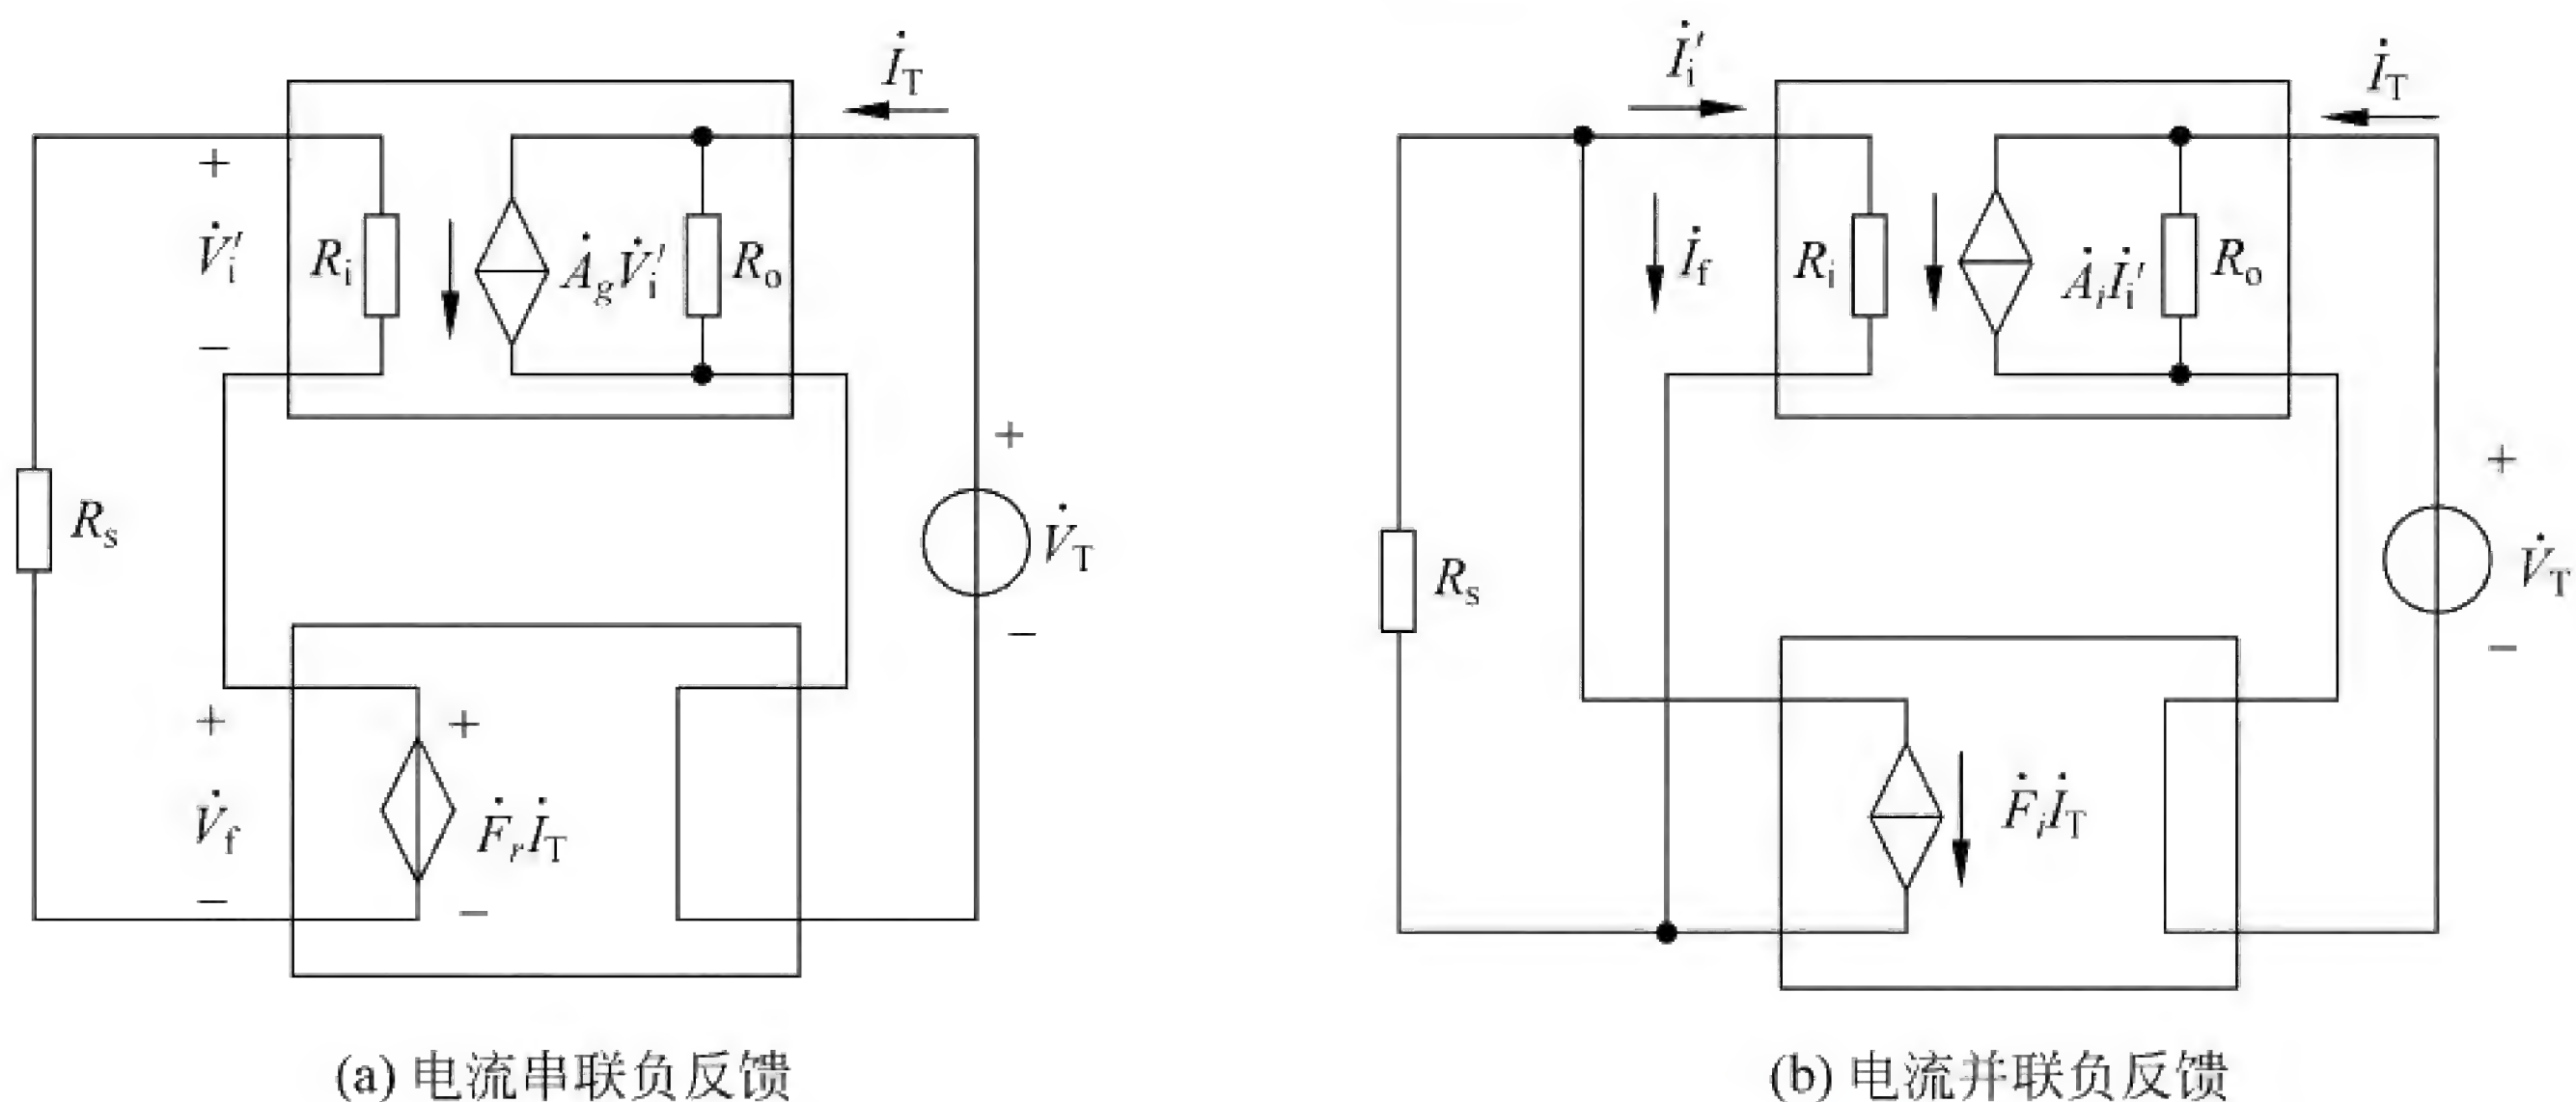 İ_T
+
V̇′_i
−
R_i
Ȧ_g V̇′_i
R_o
R_s
+
V̇_T
−
+
V̇_f
−
+
Ḟ_r İ_T
−
(a) 电流串联负反馈
İ′_i
İ_T
İ_f
R_i
Ȧ_i İ′_i
R_o
R_s
+
V̇_T
−
Ḟ_i İ_T
(b) 电流并联负反馈